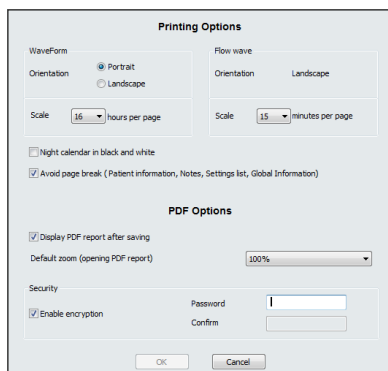 Printing Options
WaveForm
Flow wave
Orientation
Portrait
Landscape
Orientation Landscape
Scale 16 hours per page
Scale 15 minutes per page
Night calendar in black and white
Avoid page break ( Patient information, Notes, Settings list, Global Information)
PDF Options
Display PDF report after saving
Default zoom (opening PDF report) 100%
Security
Enable encryption
Password
Confirm
OK Cancel